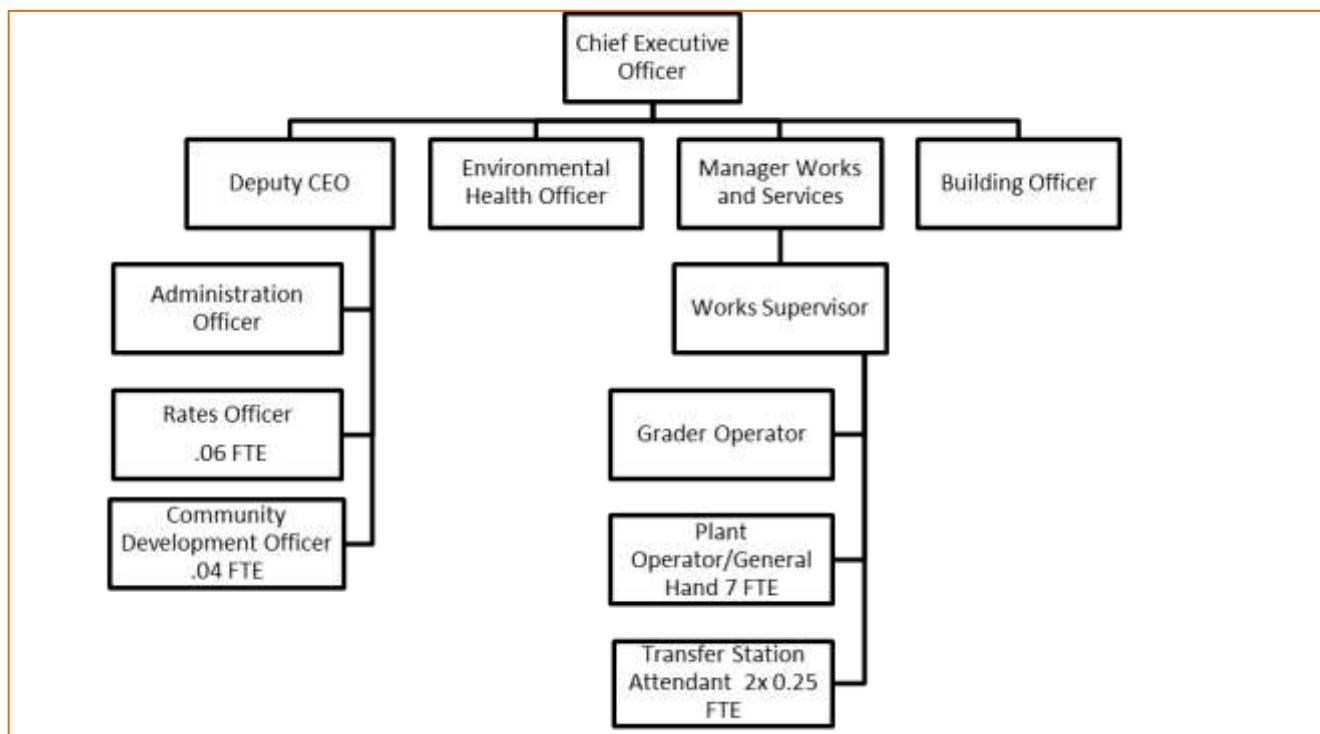 Chief Executive
Officer
Deputy CEO
Environmental
Health Officer
Manager Works
and Services
Building Officer
Administration
Officer
Works Supervisor
Rates Officer
.06 FTE
Grader Operator
Community
Development Officer
.04 FTE
Plant
Operator/General
Hand 7 FTE
Transfer Station
Attendant 2x 0.25
FTE